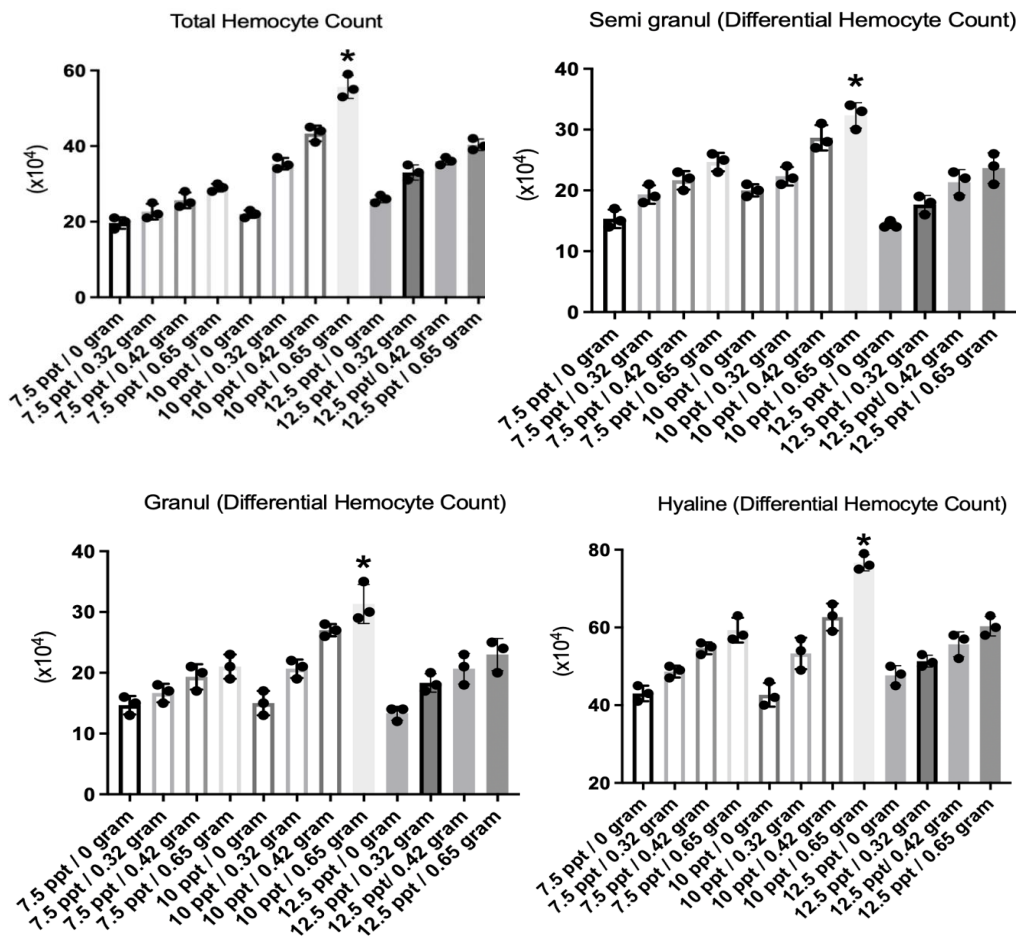 Total Hemocyte Count
*
60
40
20
0
(x10⁴)
7.5 ppt / 0 gram
7.5 ppt / 0.32 gram
7.5 ppt / 0.42 gram
7.5 ppt / 0.65 gram
10 ppt / 0 gram
10 ppt / 0.32 gram
10 ppt / 0.42 gram
10 ppt / 0.65 gram
12.5 ppt / 0 gram
12.5 ppt / 0.32 gram
12.5 ppt/ 0.42 gram
12.5 ppt / 0.65 gram
Semi granul (Differential Hemocyte Count)
*
40
30
20
10
0
(x10⁴)
7.5 ppt / 0 gram
7.5 ppt / 0.32 gram
7.5 ppt / 0.42 gram
7.5 ppt / 0.65 gram
10 ppt / 0 gram
10 ppt / 0.32 gram
10 ppt / 0.42 gram
10 ppt / 0.65 gram
12.5 ppt / 0 gram
12.5 ppt / 0.32 gram
12.5 ppt/ 0.42 gram
12.5 ppt / 0.65 gram
Granul (Differential Hemocyte Count)
*
40
30
20
10
0
(x10⁴)
7.5 ppt / 0 gram
7.5 ppt / 0.32 gram
7.5 ppt / 0.42 gram
7.5 ppt / 0.65 gram
10 ppt / 0 gram
10 ppt / 0.32 gram
10 ppt / 0.42 gram
10 ppt / 0.65 gram
12.5 ppt / 0 gram
12.5 ppt / 0.32 gram
12.5 ppt/ 0.42 gram
12.5 ppt / 0.65 gram
Hyaline (Differential Hemocyte Count)
*
80
60
40
20
(x10⁴)
7.5 ppt / 0 gram
7.5 ppt / 0.32 gram
7.5 ppt / 0.42 gram
7.5 ppt / 0.65 gram
10 ppt / 0 gram
10 ppt / 0.32 gram
10 ppt / 0.42 gram
10 ppt / 0.65 gram
12.5 ppt / 0 gram
12.5 ppt / 0.32 gram
12.5 ppt/ 0.42 gram
12.5 ppt / 0.65 gram